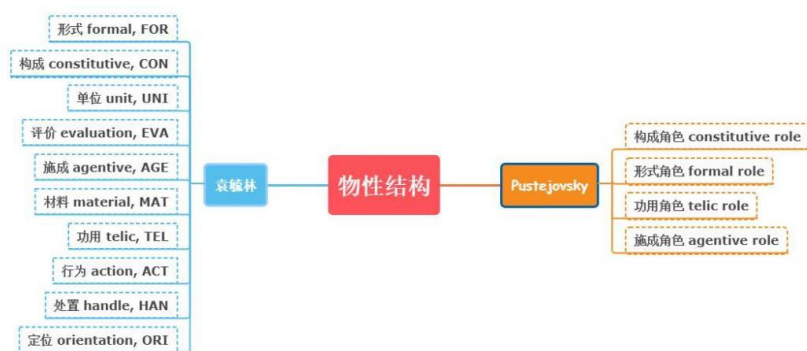 形式 formal, FOR
构成 constitutive, CON
单位 unit, UNI
评价 evaluation, EVA
施成 agentive, AGE
材料 material, MAT
功用 telic, TEL
行为 action, ACT
处置 handle, HAN
定位 orientation, ORI
袁毓林
物性结构
Pustejovsky
构成角色 constitutive role
形式角色 formal role
功用角色 telic role
施成角色 agentive role